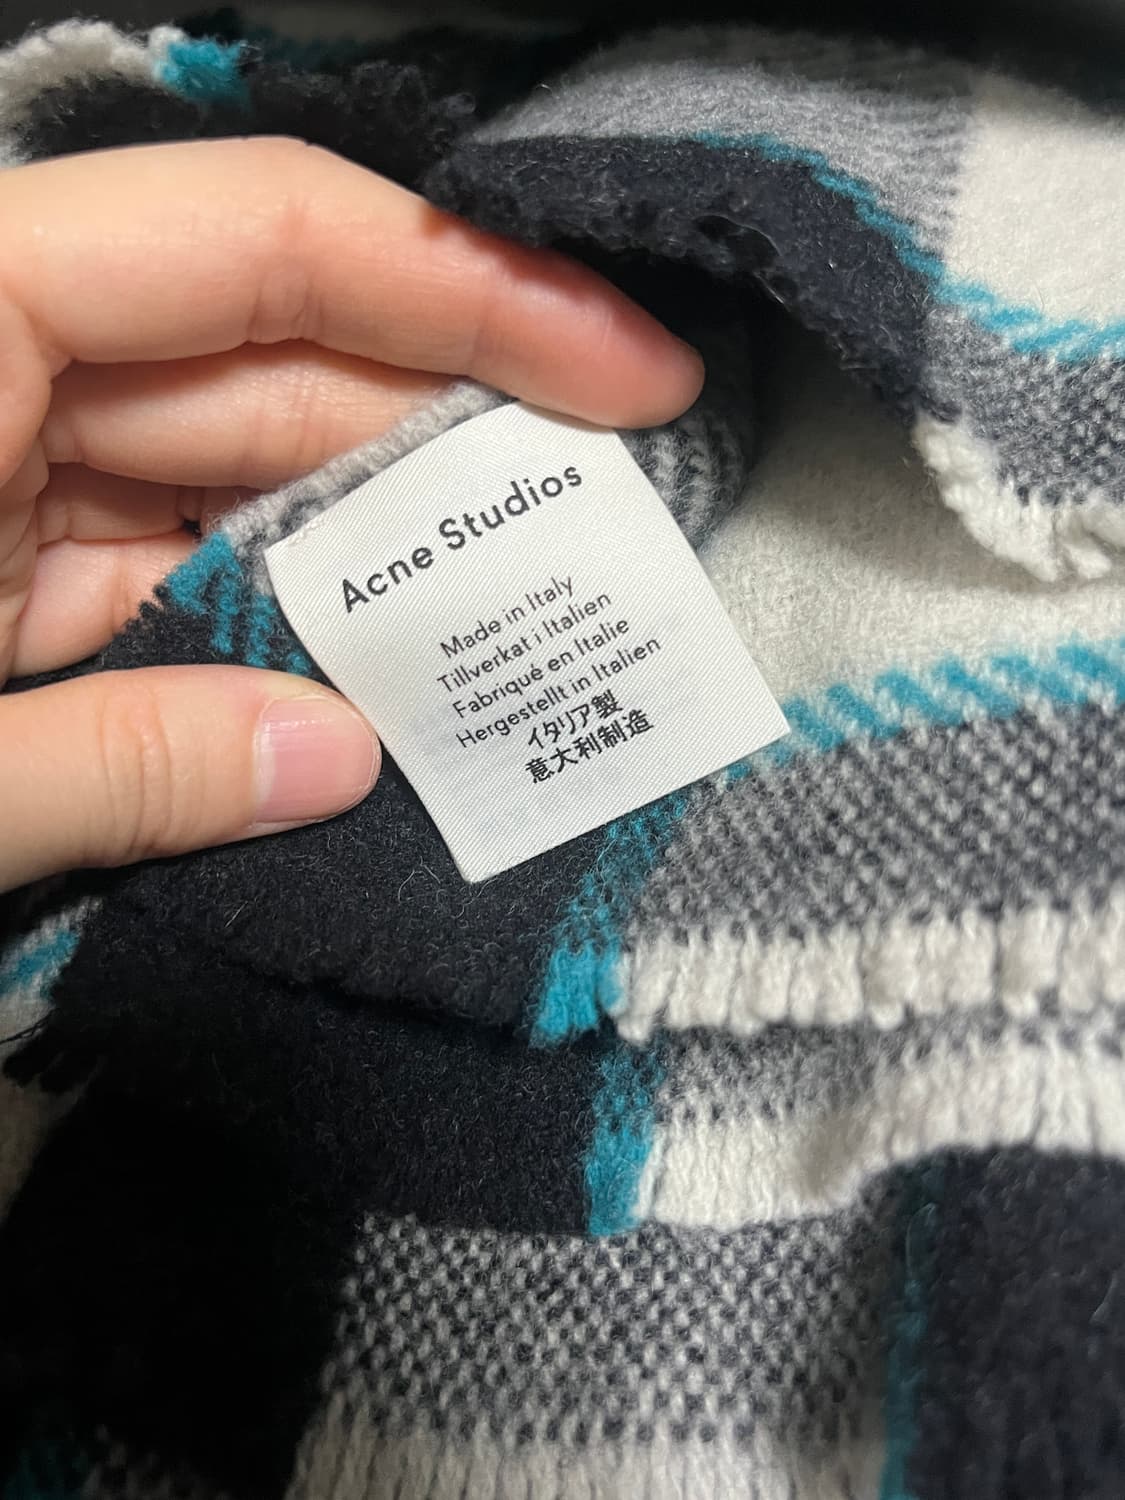 Acne Studios
Made in Italy
Tillverkat i Italien
Fabriqué en Italie
Hergestellt in Italien
イタリア製
意大利制造